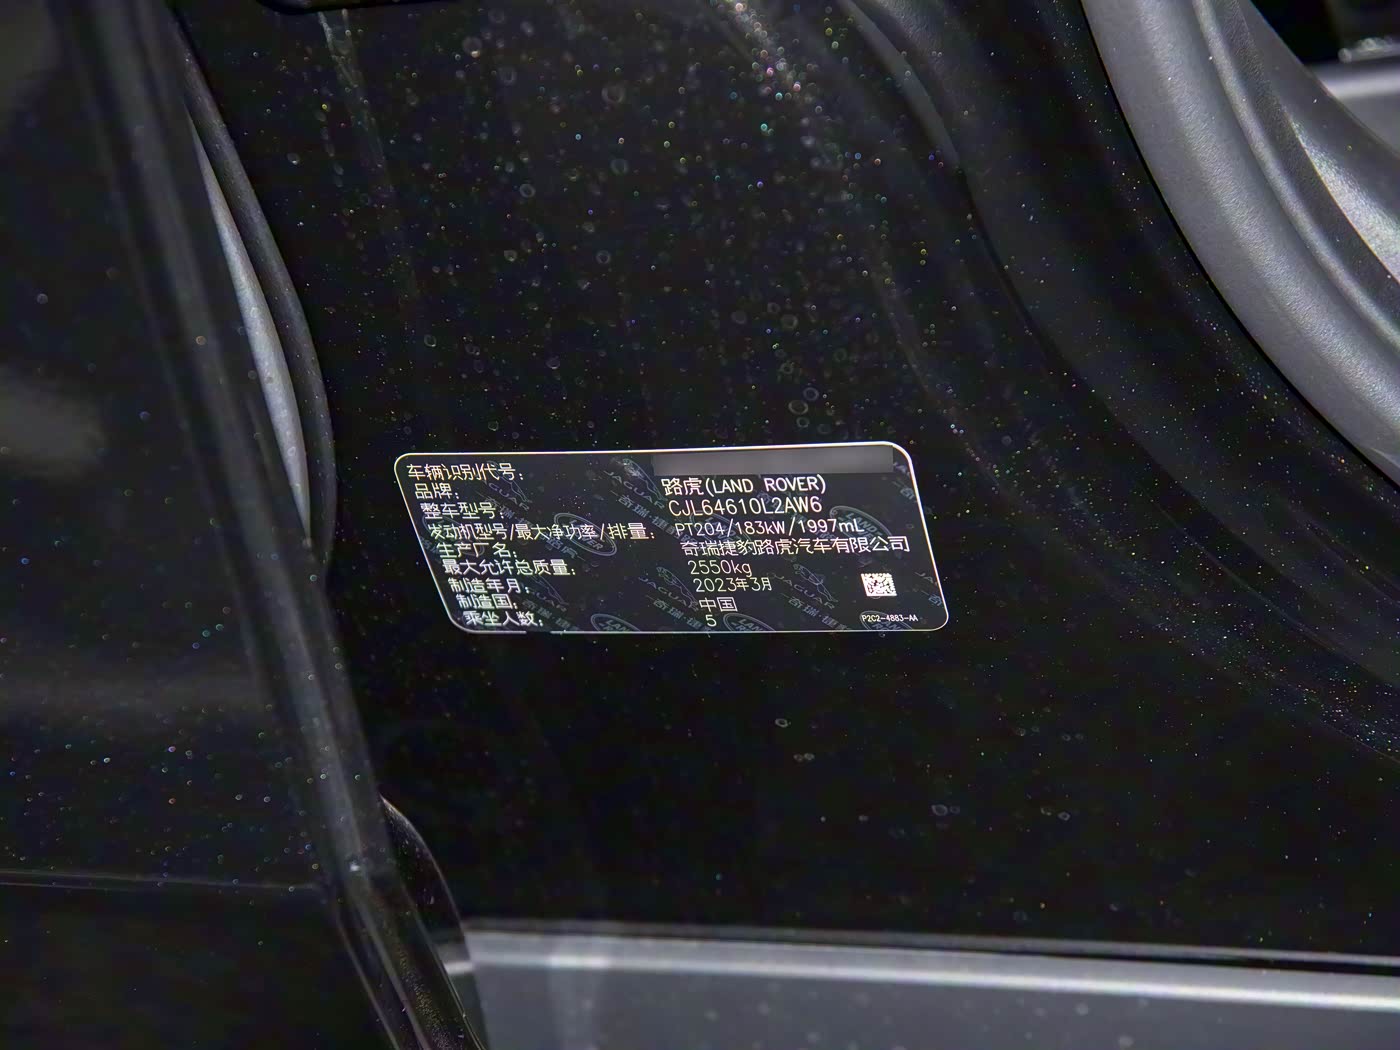 车辆识别代号:
品牌: 路虎(LAND ROVER)
整车型号: CJL64610L2AW6
发动机型号/最大净功率/排量: PT204/183kW/1997mL
生产厂名: 奇瑞捷豹路虎汽车有限公司
最大允许总质量: 2550kg
制造年月: 2023年3月
制造国: 中国
乘坐人数: 5
P2C2-4883-AA